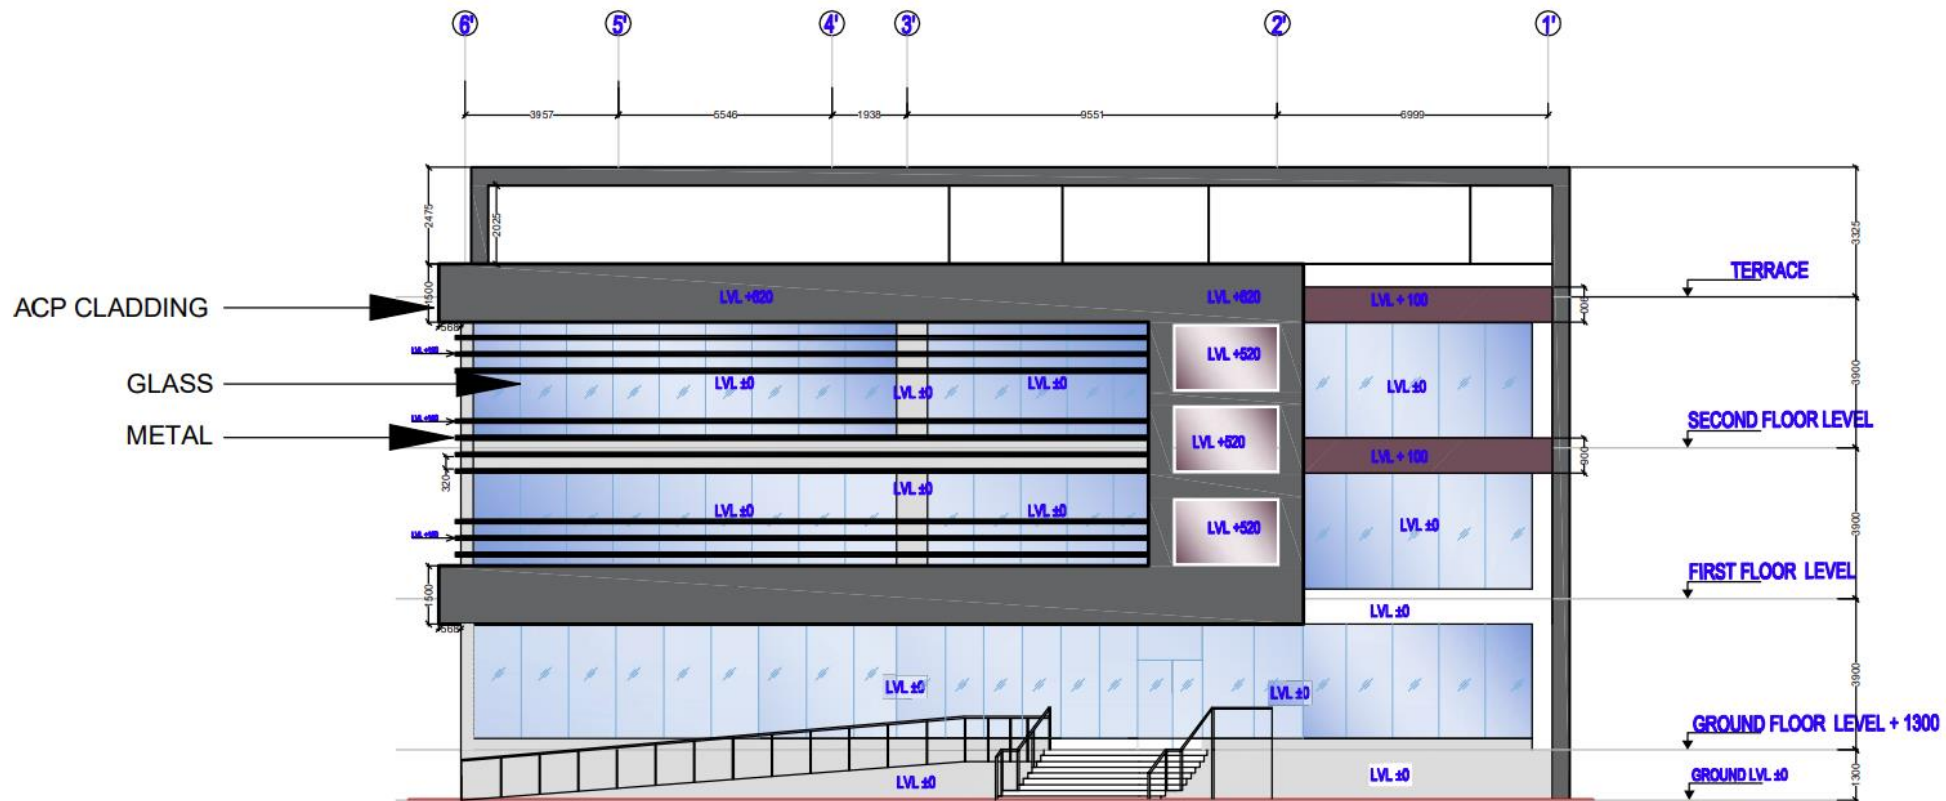 6' 5' 4' 3' 2' 1'
3957 5546 1938 9551 6999
2475
2025
3325
TERRACE
ACP CLADDING
1500
LVL +620 LVL +620 LVL + 100
900
LVL +520
GLASS
LVL ±0 LVL ±0 LVL ±0 LVL ±0
3900
SECOND FLOOR LEVEL
METAL
LVL +520
LVL + 100
900
320
LVL ±0
LVL ±0 LVL ±0 LVL +520 LVL ±0
3900
FIRST FLOOR LEVEL
1500
LVL ±0
3900
LVL ±0 LVL ±0
GROUND FLOOR LEVEL + 1300
LVL ±0 LVL ±0
GROUND LVL ±0
1300